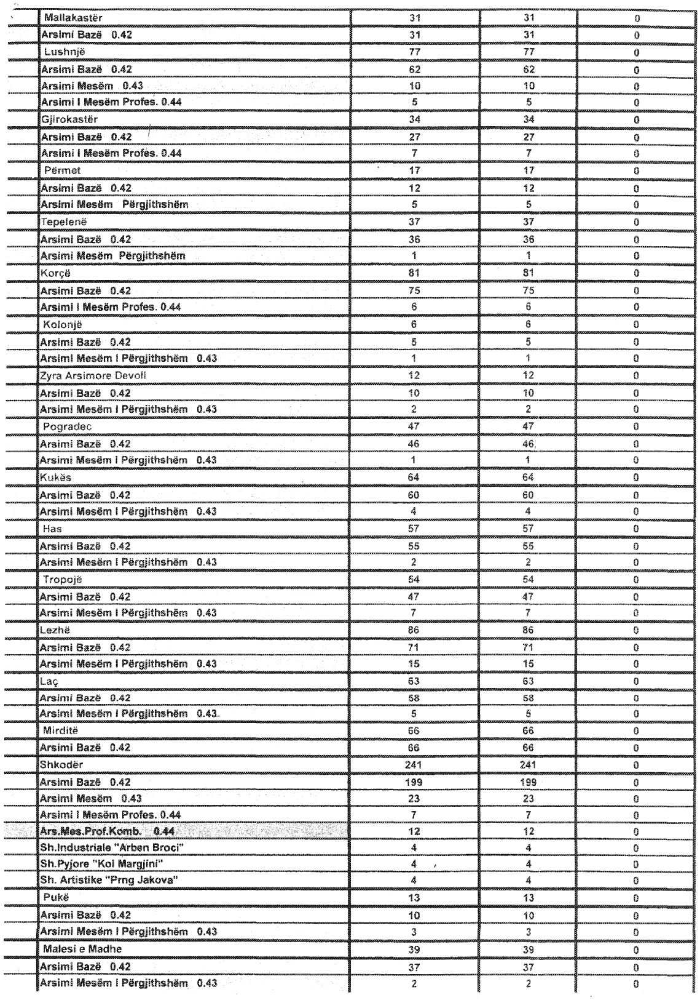 Mallakastër 31 31 0
Arsimi Bazë 0.42 31 31 0
Lushnjë 77 77 0
Arsimi Bazë 0.42 62 62 0
Arsimi Mesëm 0.43 10 10 0
Arsimi I Mesëm Profes. 0.44 5 5 0
Gjirokastër 34 34 0
Arsimi Bazë 0.42 27 27 0
Arsimi I Mesëm Profes. 0.44 7 7 0
Përmet 17 17 0
Arsimi Bazë 0.42 12 12 0
Arsimi Mesëm Përgjithshëm 5 5 0
Tepelenë 37 37 0
Arsimi Bazë 0.42 36 36 0
Arsimi Mesëm Përgjithshëm 1 1 0
Korçë 81 81 0
Arsimi Bazë 0.42 75 75 0
Arsimi I Mesëm Profes. 0.44 6 6 0
Kolonjë 6 6 0
Arsimi Bazë 0.42 5 5 0
Arsimi Mesëm I Përgjithshëm 0.43 1 1 0
Zyra Arsimore Devoll 12 12 0
Arsimi Bazë 0.42 10 10 0
Arsimi Mesëm I Përgjithshëm 0.43 2 2 0
Pogradec 47 47 0
Arsimi Bazë 0.42 46 46 0
Arsimi Mesëm I Përgjithshëm 0.43 1 1 0
Kukës 64 64 0
Arsimi Bazë 0.42 60 60 0
Arsimi Mesëm I Përgjithshëm 0.43 4 4 0
Has 57 57 0
Arsimi Bazë 0.42 55 55 0
Arsimi Mesëm I Përgjithshëm 0.43 2 2 0
Tropojë 54 54 0
Arsimi Bazë 0.42 47 47 0
Arsimi Mesëm I Përgjithshëm 0.43 7 7 0
Lezhë 86 86 0
Arsimi Bazë 0.42 71 71 0
Arsimi Mesëm I Përgjithshëm 0.43 15 15 0
Laç 63 63 0
Arsimi Bazë 0.42 58 58 0
Arsimi Mesëm I Përgjithshëm 0.43. 5 5 0
Mirditë 66 66 0
Arsimi Bazë 0.42 66 66 0
Shkodër 241 241 0
Arsimi Bazë 0.42 199 199 0
Arsimi Mesëm 0.43 23 23 0
Arsimi I Mesëm Profes. 0.44 7 7 0
Ars.Mes.Prof.Komb. 0.44 12 12 0
Sh.Industriale "Arben Broci" 4 4 0
Sh.Pyjore "Kol Margjini" 4 4 0
Sh. Artistike "Prng Jakova" 4 4 0
Pukë 13 13 0
Arsimi Bazë 0.42 10 10 0
Arsimi Mesëm I Përgjithshëm 0.43 3 3 0
Malesi e Madhe 39 39 0
Arsimi Bazë 0.42 37 37 0
Arsimi Mesëm I Përgjithshëm 0.43 2 2 0